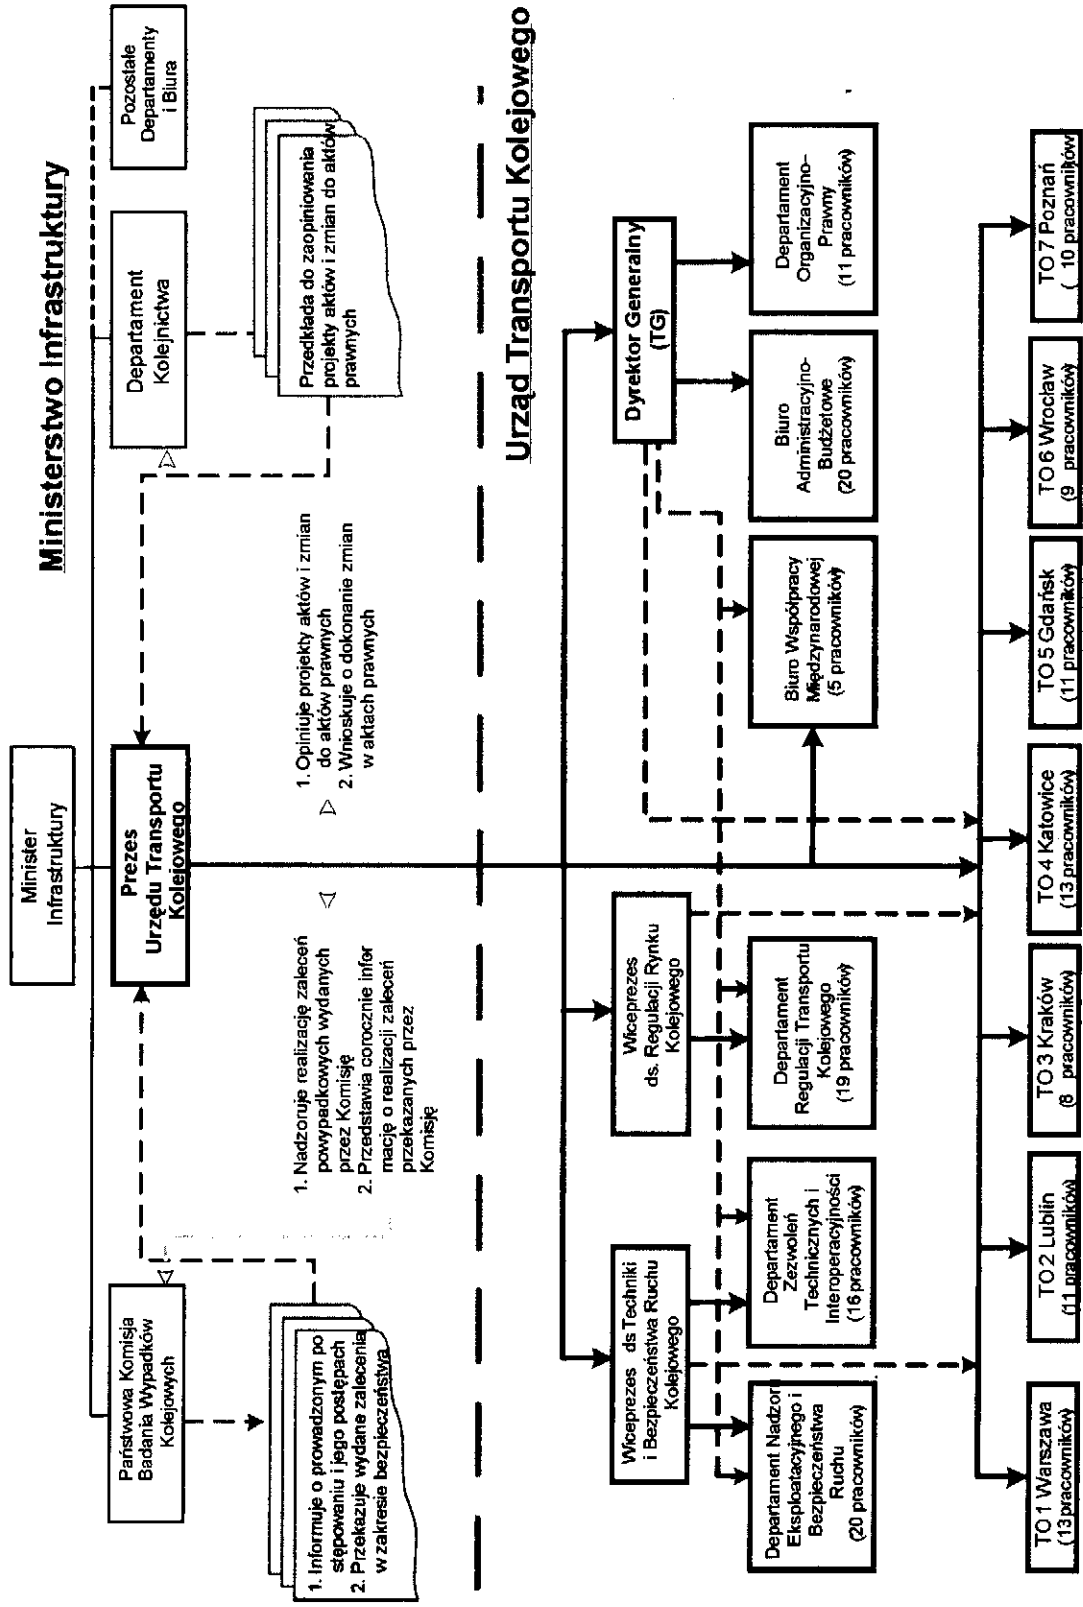 Ministerstwo Infrastruktury
Minister
Infrastruktury
Państwowa Komisja
Badania Wypadków
Kolejowych
Prezes
Urzędu Transportu
Kolejowego
Departament
Kolejnictwa
Pozostałe
Departamenty
i Biura
1. Informuje o prowadzonym po
stępowaniu i jego postępach
2. Przekazuje wydane zalecenia
w zakresie bezpieczeństwa
1. Nadzoruje realizację zaleceń
powypadkowych wydanych
przez Komisję
2. Przedstawia corocznie infor
mację o realizacji zaleceń
przekazanych przez
Komisję
1. Opiniuje projekty aktów i zmian
do aktów prawnych
2. Wnioskuje o dokonanie zmian
w aktach prawnych
Przedkłada do zaopiniowania
projekty aktów i zmian do aktów
prawnych
Urząd Transportu Kolejowego
Wiceprezes ds Techniki
i Bezpieczeństwa Ruchu
Kolejowego
Wiceprezes
ds. Regulacji Rynku
Kolejowego
Dyrektor Generalny
(TG)
Departament Nadzoru
Eksploatacyjnego i
Bezpieczeństwa
Ruchu
(20 pracowników)
Departament
Zezwoleń
Technicznych i
Interoperacyjności
(16 pracowników)
Departament
Regulacji Transportu
Kolejowego
(19 pracowników)
Biuro Współpracy
Międzynarodowej
(5 pracowników)
Biuro
Administracyjno-
Budżetowe
(20 pracowników)
Departament
Organizacyjno–
Prawny
(11 pracowników)
TO 1 Warszawa
(13 pracowników)
TO 2 Lublin
(11 pracowników)
TO 3 Kraków
(8 pracowników)
TO 4 Katowice
(13 pracowników)
TO 5 Gdańsk
(11 pracowników)
TO 6 Wrocław
(9 pracowników)
TO 7 Poznań
( 10 pracowników